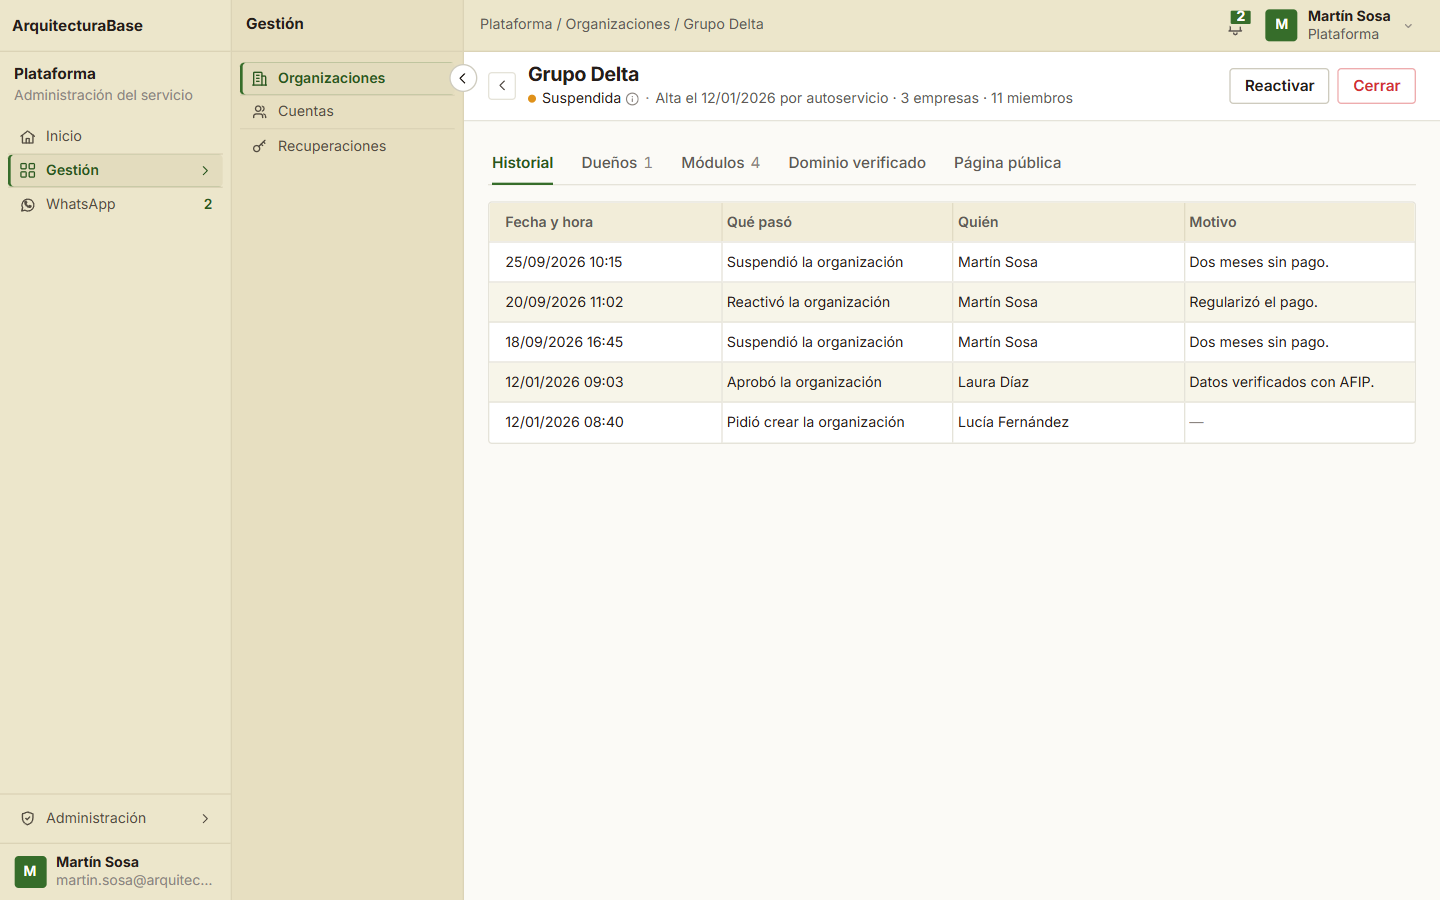 ArquitecturaBase
Plataforma
Administración del servicio
Inicio
Gestión
WhatsApp 2
Administración
M
Martín Sosa
martin.sosa@arquitec...
Gestión
Organizaciones
Cuentas
Recuperaciones
Plataforma / Organizaciones / Grupo Delta
2
M
Martín Sosa
Plataforma
Grupo Delta
Suspendida · Alta el 12/01/2026 por autoservicio · 3 empresas · 11 miembros
Reactivar
Cerrar
Historial Dueños 1 Módulos 4 Dominio verificado Página pública
Fecha y hora Qué pasó Quién Motivo
25/09/2026 10:15 Suspendió la organización Martín Sosa Dos meses sin pago.
20/09/2026 11:02 Reactivó la organización Martín Sosa Regularizó el pago.
18/09/2026 16:45 Suspendió la organización Martín Sosa Dos meses sin pago.
12/01/2026 09:03 Aprobó la organización Laura Díaz Datos verificados con AFIP.
12/01/2026 08:40 Pidió crear la organización Lucía Fernández —